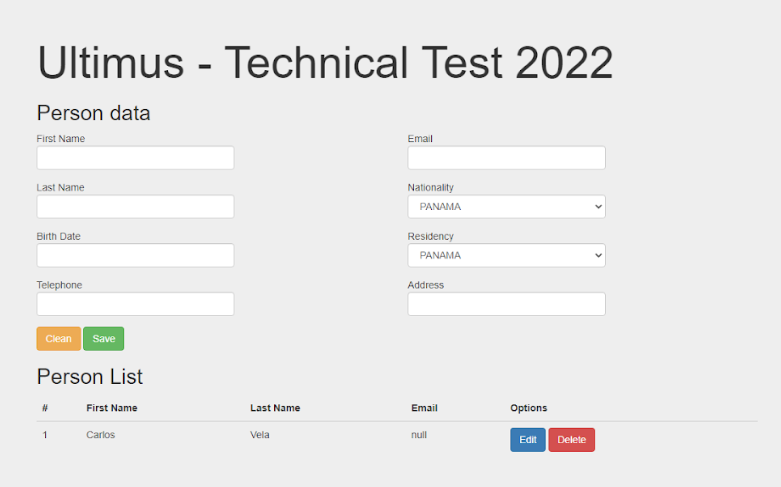 Ultimus - Technical Test 2022
Person data
First Name
Email
Last Name
Nationality
PANAMA
Birth Date
Residency
PANAMA
Telephone
Address
Clean Save
Person List
# First Name Last Name Email Options
1 Carlos Vela null Edit Delete